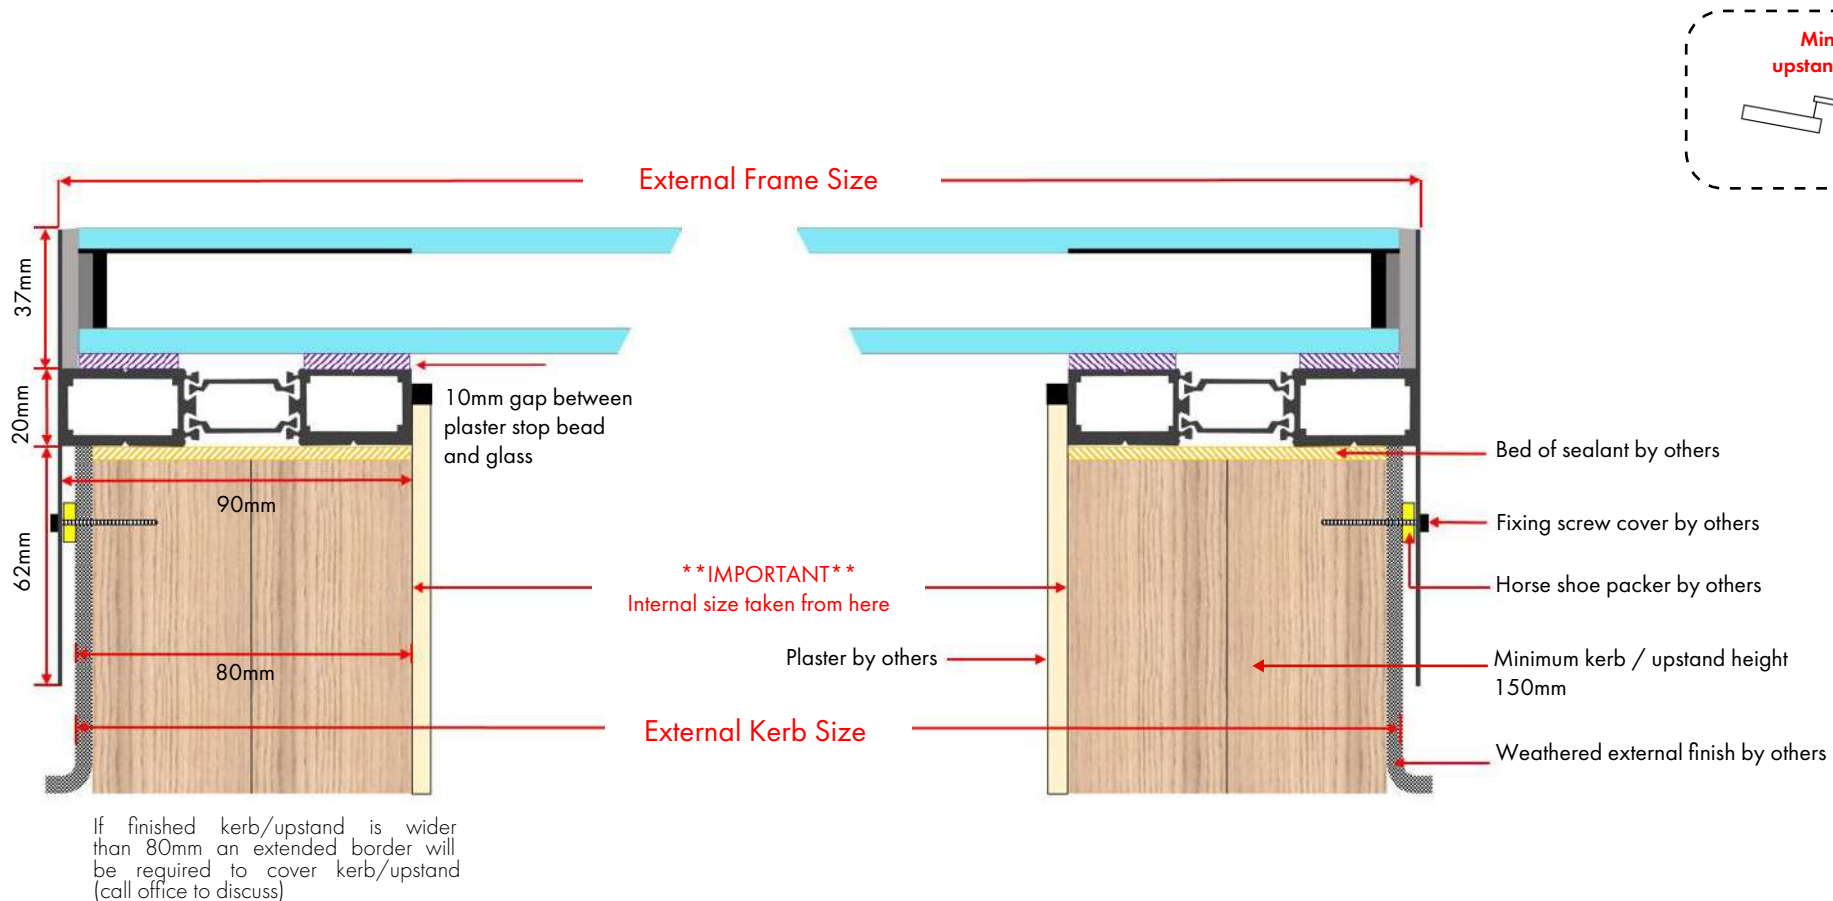 Min
upstan
External Frame Size
37mm
20mm
62mm
10mm gap between
plaster stop bead
and glass
90mm
80mm
**IMPORTANT**
Internal size taken from here
Plaster by others
External Kerb Size
Bed of sealant by others
Fixing screw cover by others
Horse shoe packer by others
Minimum kerb / upstand height
150mm
Weathered external finish by others
If finished kerb/upstand is wider
than 80mm an extended border will
be required to cover kerb/upstand
(call office to discuss)